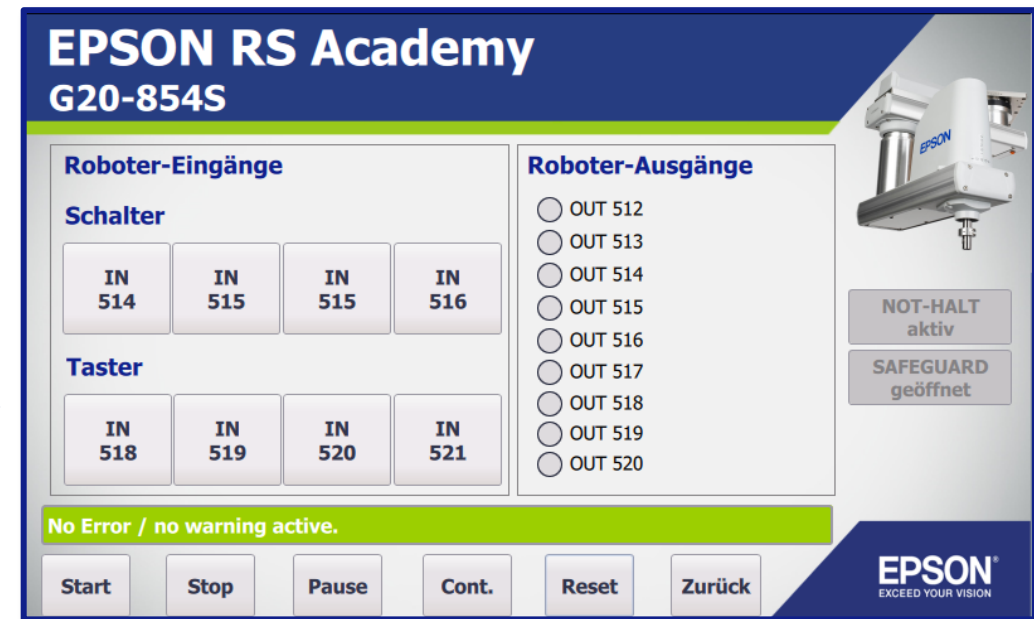 EPSON RS Academy
G20-854S
Roboter-Eingänge
Schalter
IN
514
IN
515
IN
515
IN
516
Taster
IN
518
IN
519
IN
520
IN
521
Roboter-Ausgänge
OUT 512
OUT 513
OUT 514
OUT 515
OUT 516
OUT 517
OUT 518
OUT 519
OUT 520
EPSON
NOT-HALT
aktiv
SAFEGUARD
geöffnet
No Error / no warning active.
Start
Stop
Pause
Cont.
Reset
Zurück
EPSON®
EXCEED YOUR VISION